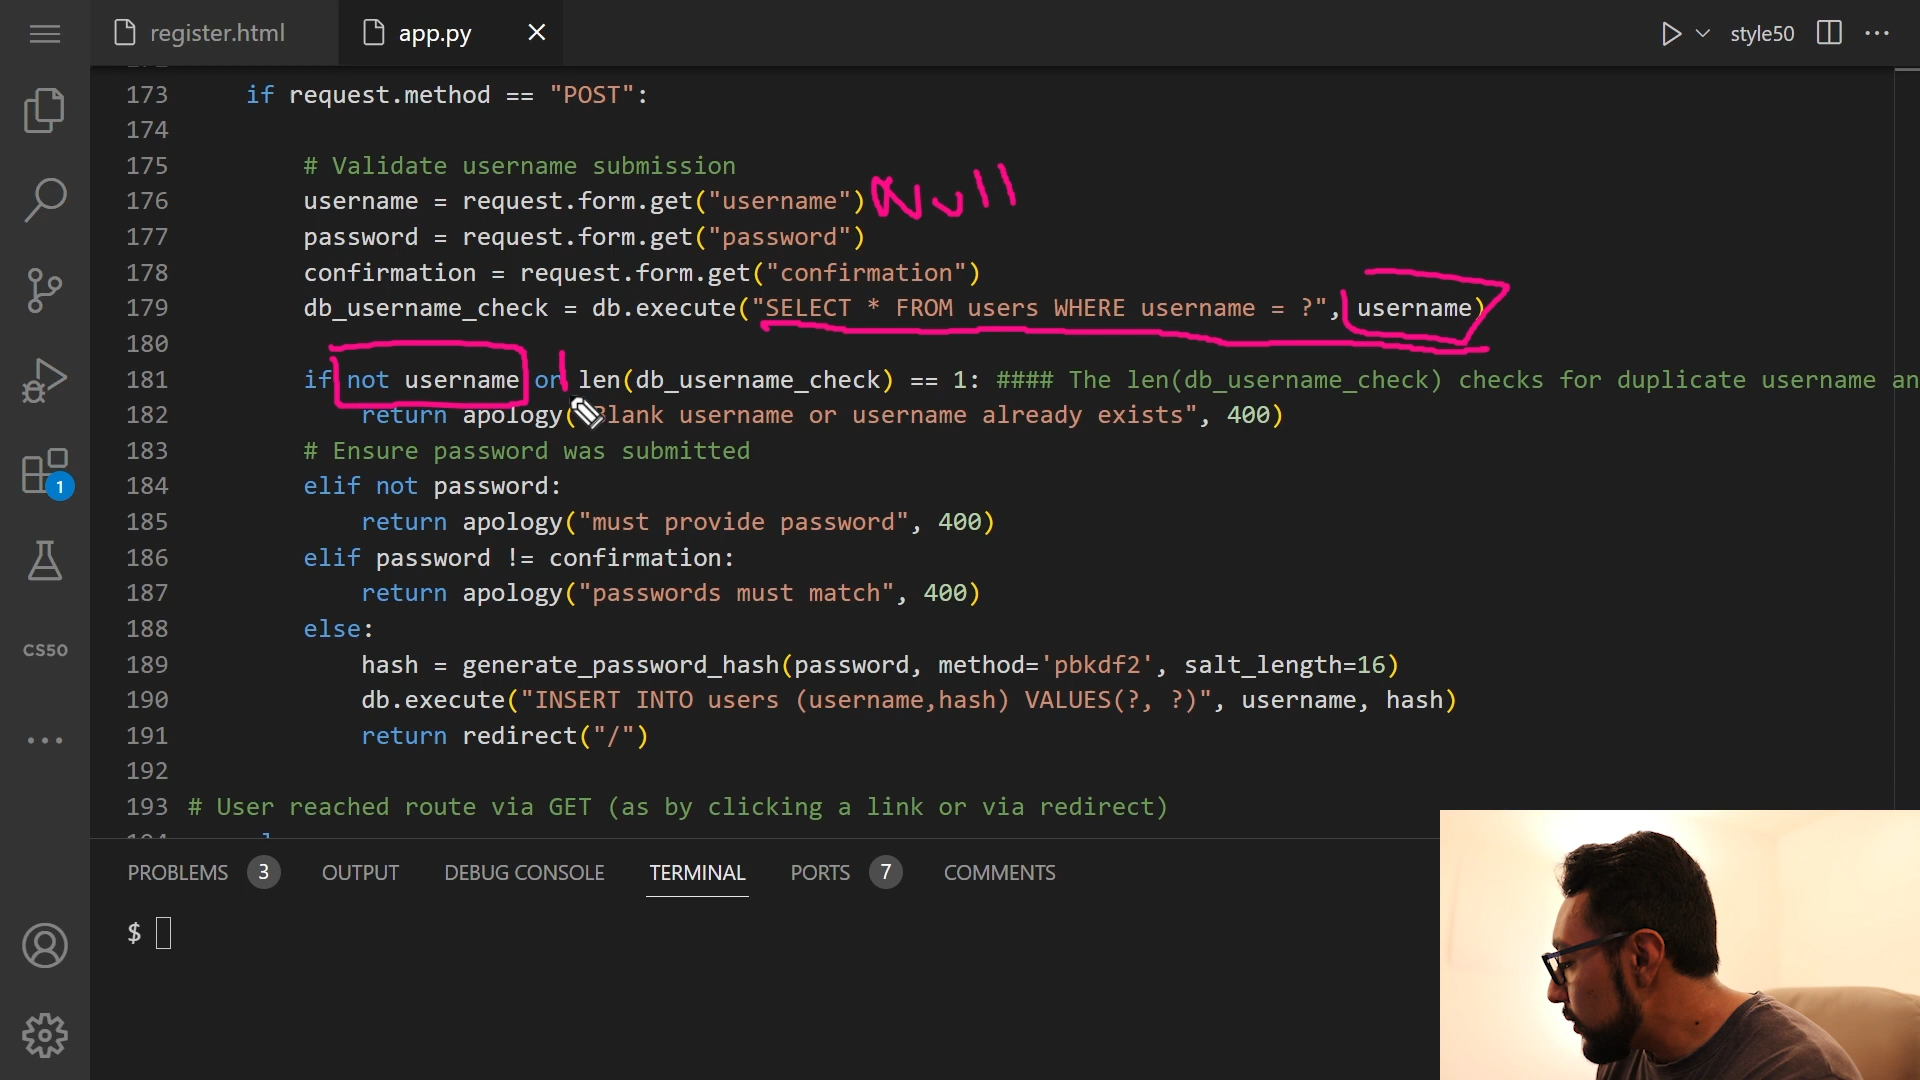 register.html
app.py
style50
173 if request.method == "POST":
174
175 # Validate username submission
176 username = request.form.get("username") Null
177 password = request.form.get("password")
178 confirmation = request.form.get("confirmation")
179 db_username_check = db.execute("SELECT * FROM users WHERE username = ?", username)
180
181 if not username or len(db_username_check) == 1: #### The len(db_username_check) checks for duplicate username an
182 return apology("Blank username or username already exists", 400)
183 # Ensure password was submitted
184 elif not password:
185 return apology("must provide password", 400)
186 elif password != confirmation:
187 return apology("passwords must match", 400)
188 else:
189 hash = generate_password_hash(password, method='pbkdf2', salt_length=16)
190 db.execute("INSERT INTO users (username,hash) VALUES(?, ?)", username, hash)
191 return redirect("/")
192
193 # User reached route via GET (as by clicking a link or via redirect)
1
CS50
PROBLEMS 3 OUTPUT DEBUG CONSOLE TERMINAL PORTS 7 COMMENTS
$